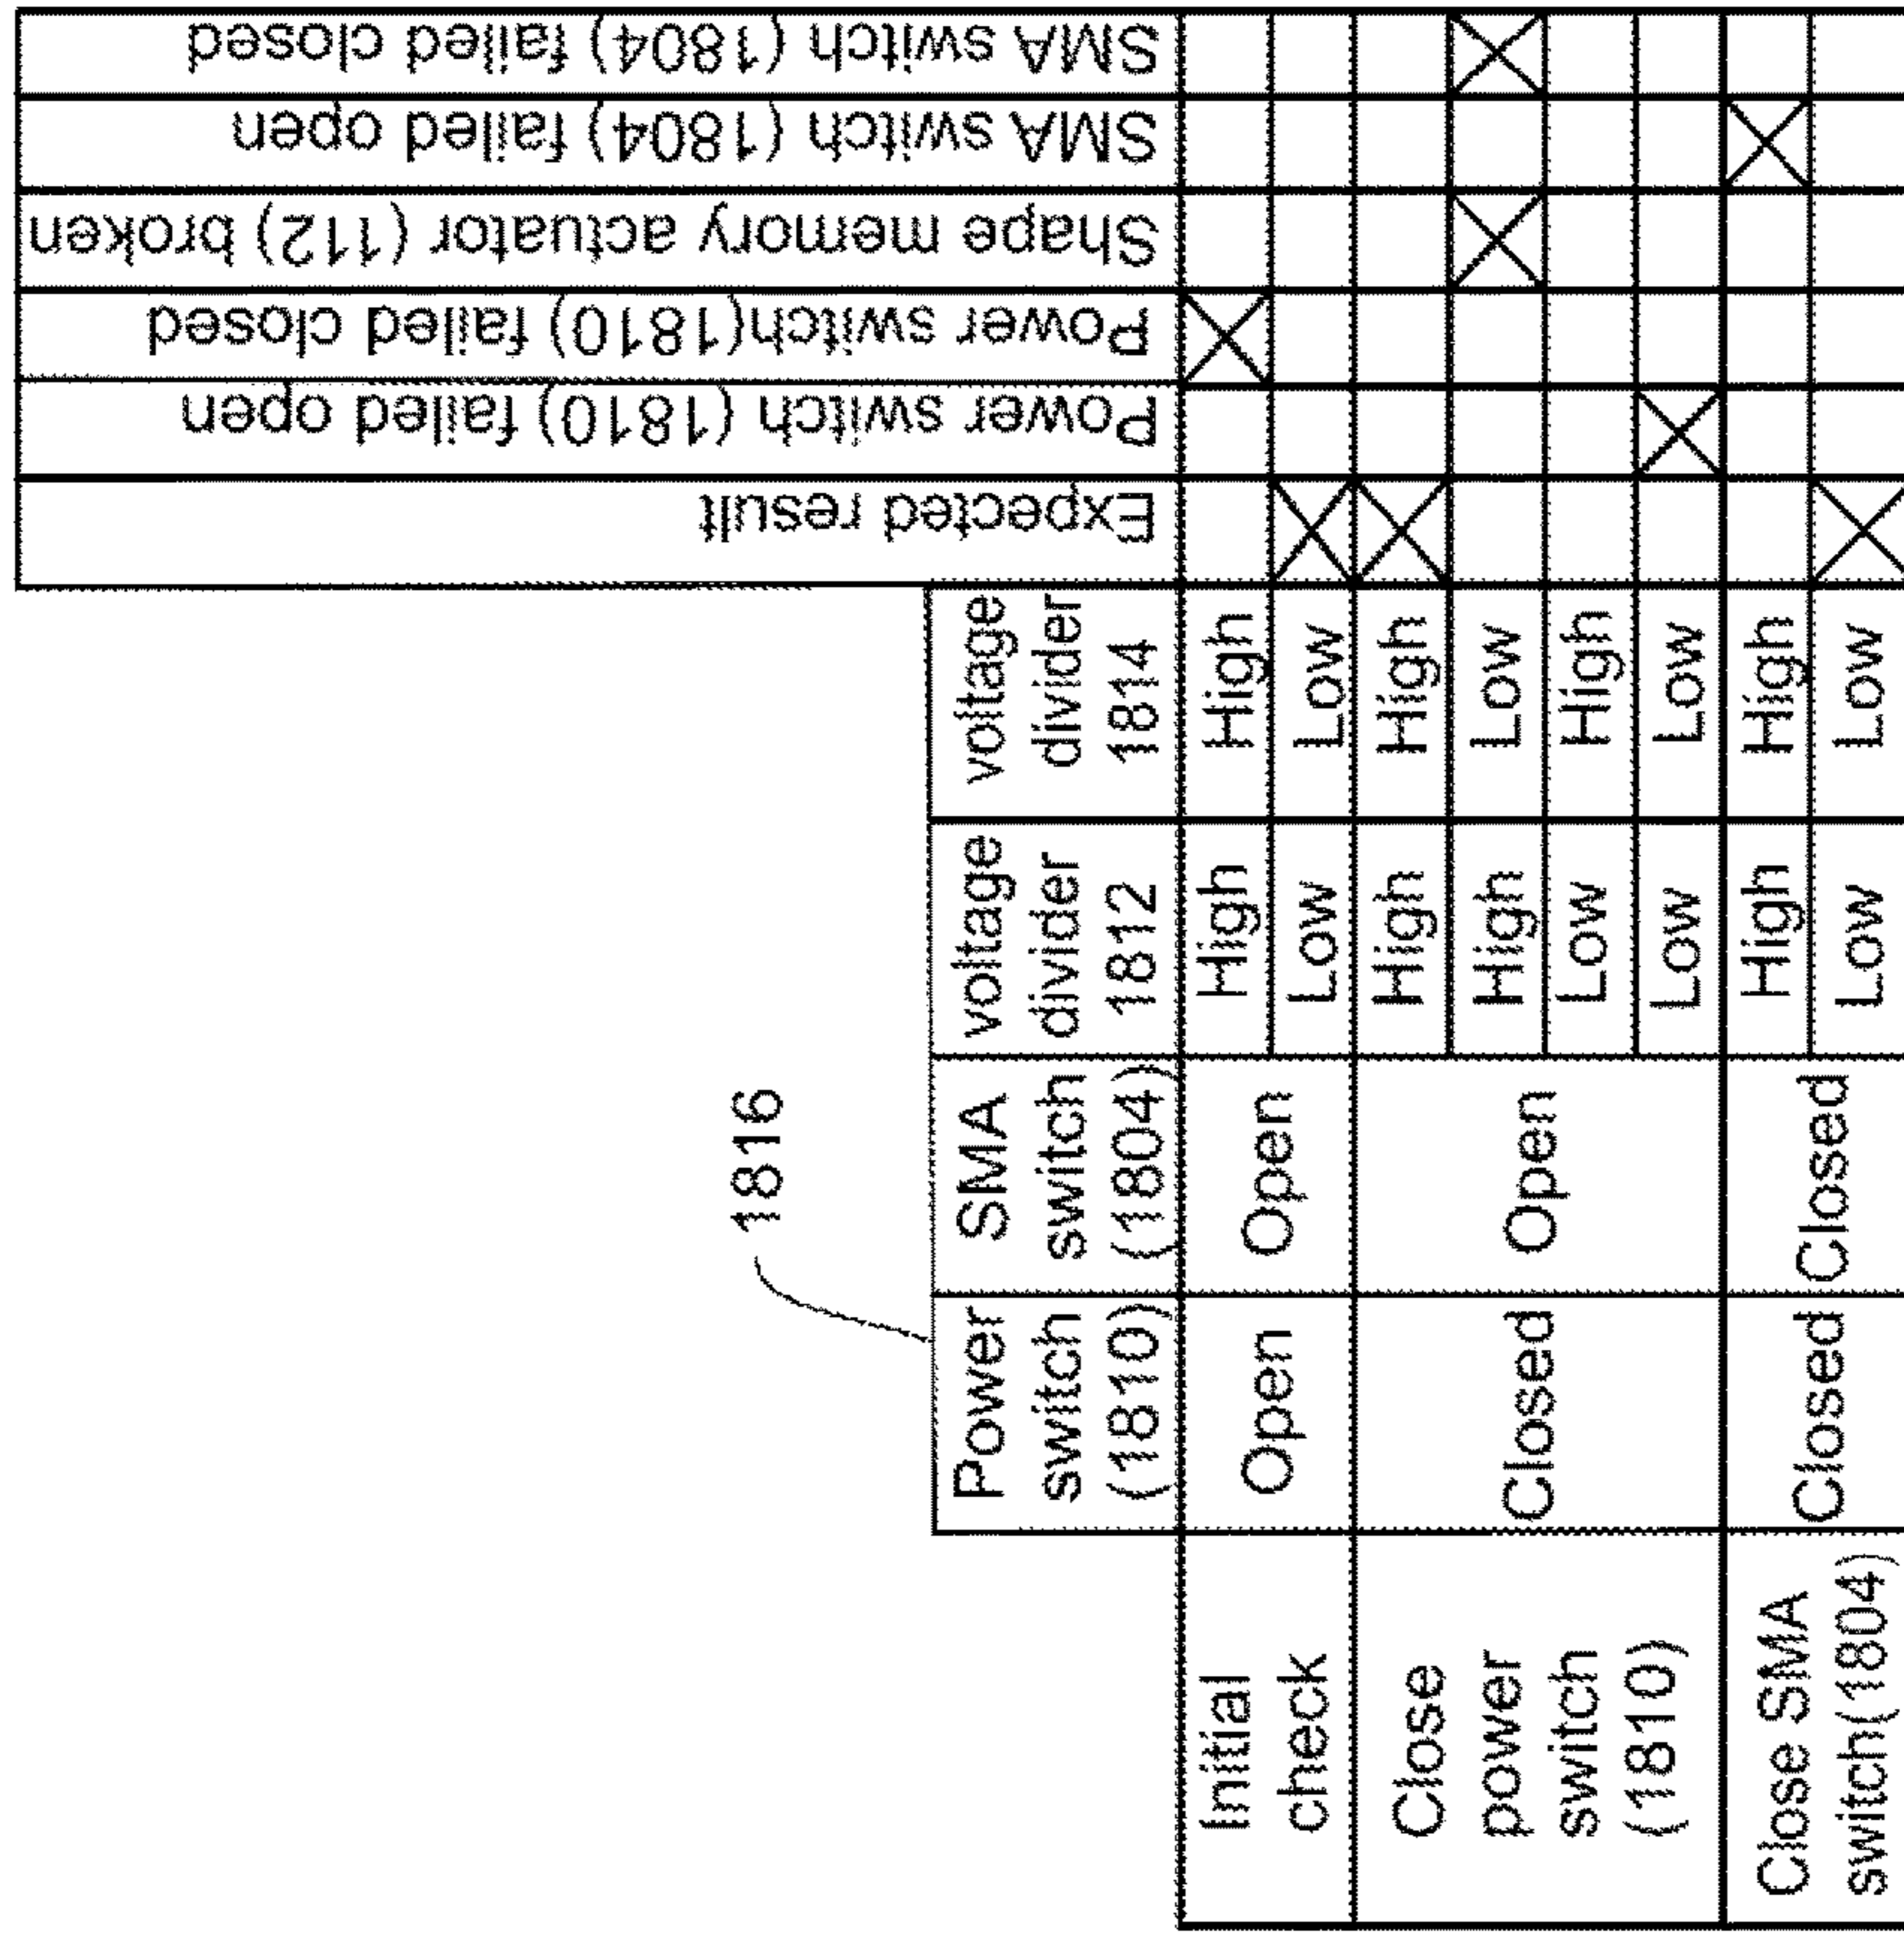 1816
Power switch (1810)
SMA switch (1804)
voltage divider 1812
voltage divider 1814
Expected result
Power switch (1810) failed open
Power switch(1810) failed closed
Shape memory actuator (112) broken
SMA switch (1804) failed open
SMA switch (1804) failed closed
Initial check
Open
Open
High
High
Low
Low
Close power switch (1810)
Closed
Open
High
High
High
Low
Low
High
Low
Low
Close SMA switch(1804)
Closed
Closed
High
High
Low
Low